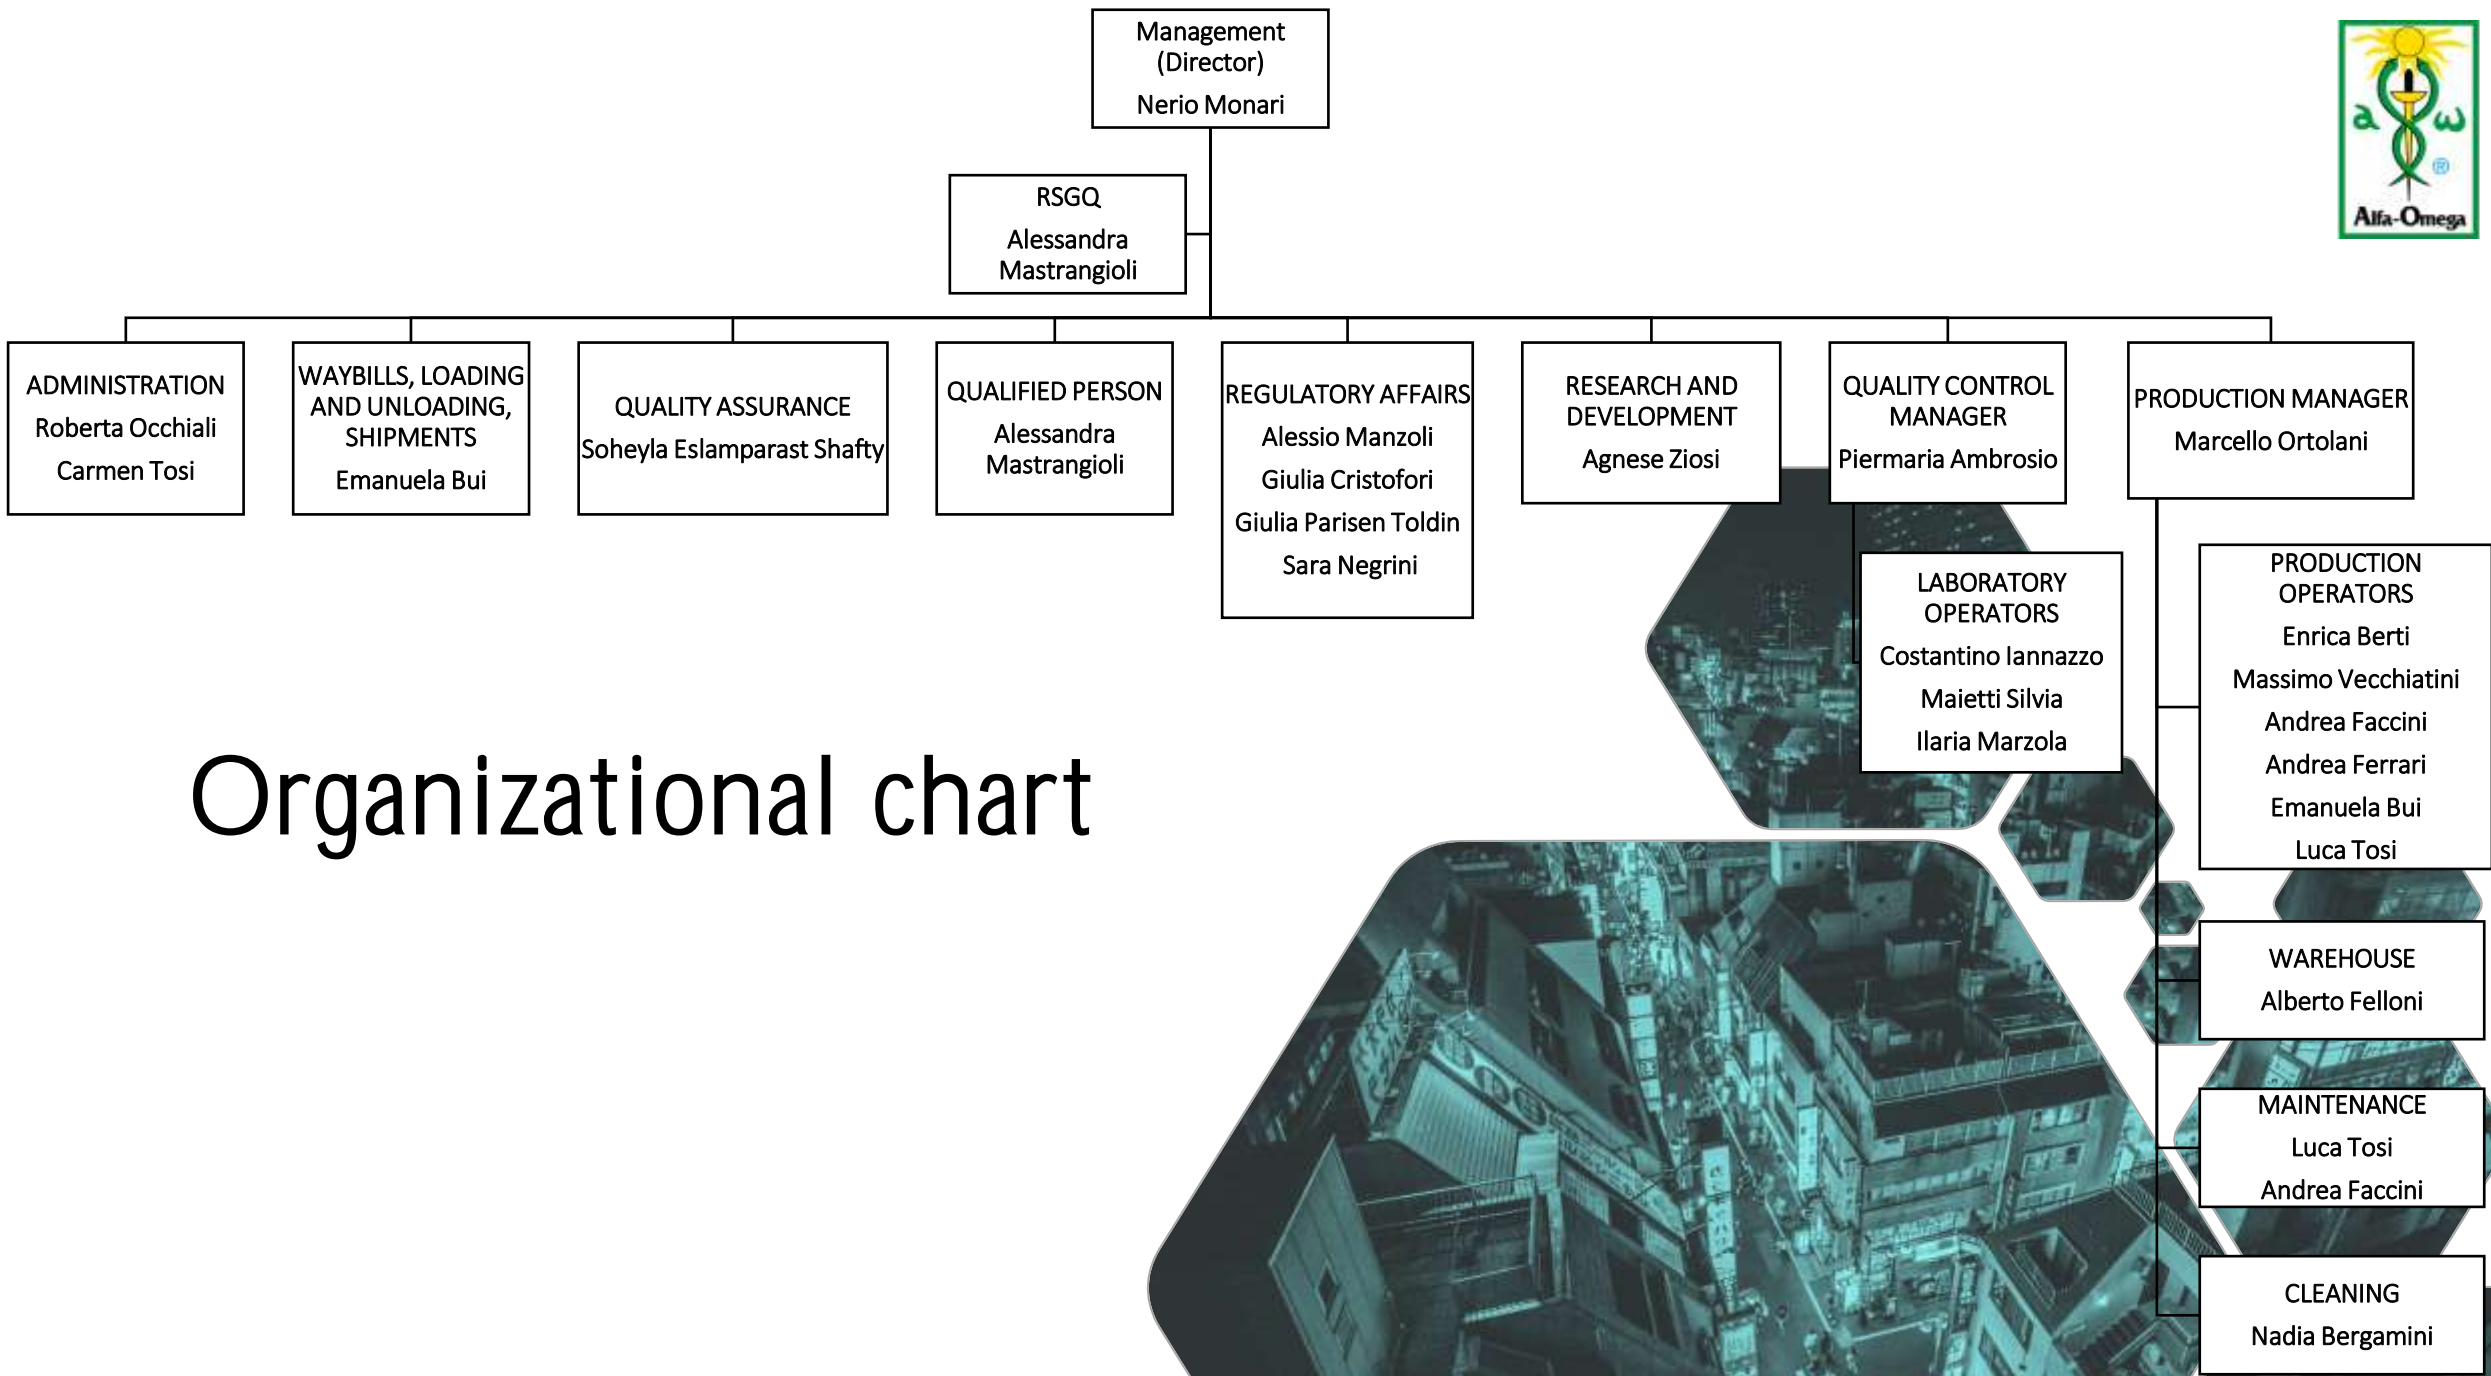 Management
(Director)
Nerio Monari
a ω
®
Alfa-Omega
RSGQ
Alessandra
Mastrangioli
ADMINISTRATION
Roberta Occhiali
Carmen Tosi
WAYBILLS, LOADING
AND UNLOADING,
SHIPMENTS
Emanuela Bui
QUALITY ASSURANCE
Soheyla Eslamparast Shafty
QUALIFIED PERSON
Alessandra
Mastrangioli
REGULATORY AFFAIRS
Alessio Manzoli
Giulia Cristofori
Giulia Parisen Toldin
Sara Negrini
RESEARCH AND
DEVELOPMENT
Agnese Ziosi
QUALITY CONTROL
MANAGER
Piermaria Ambrosio
PRODUCTION MANAGER
Marcello Ortolani
LABORATORY
OPERATORS
Costantino Iannazzo
Maietti Silvia
Ilaria Marzola
PRODUCTION
OPERATORS
Enrica Berti
Massimo Vecchiatini
Andrea Faccini
Andrea Ferrari
Emanuela Bui
Luca Tosi
WAREHOUSE
Alberto Felloni
MAINTENANCE
Luca Tosi
Andrea Faccini
CLEANING
Nadia Bergamini
Organizational chart